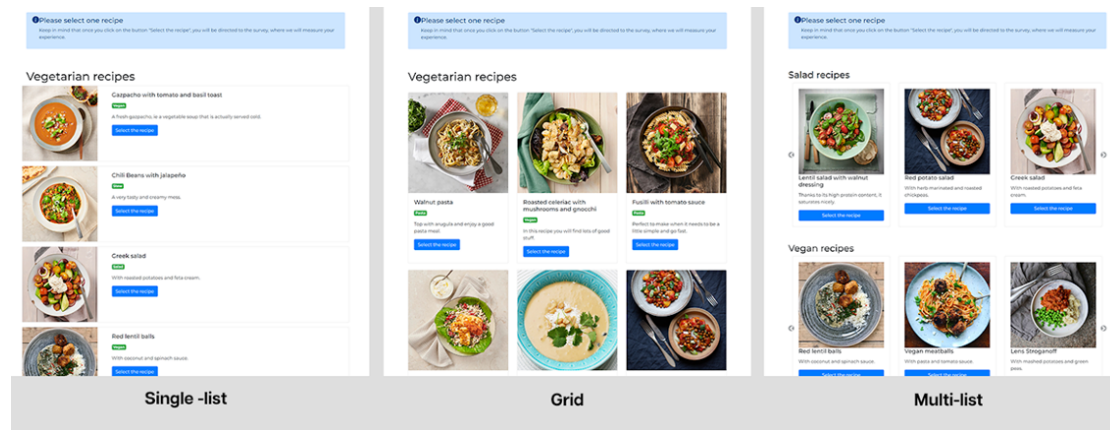 Please select one recipe
Keep in mind that once you click on the button "Select the recipe", you will be directed to the survey, where we will measure your
experience.
Vegetarian recipes
Gazpacho with tomato and basil toast
Vegan
A fresh gazpacho, is a vegetable soup that is actually served cold.
Select the recipe
Chili Beans with jalapeño
Stew
A very tasty and creamy mess.
Select the recipe
Greek salad
Salad
With roasted potatoes and feta cream.
Select the recipe
Red lentil balls
Vegan
With coconut and spinach sauce.
Select the recipe
Single -list
Please select one recipe
Keep in mind that once you click on the button "Select the recipe", you will be directed to the survey, where we will measure your
experience.
Vegetarian recipes
Walnut pasta
Pasta
Top with arugula and enjoy a good
pasta meal.
Select the recipe
Roasted celeriac with
mushrooms and gnocchi
Vegan
In this recipe you will find lots of good
stuff.
Select the recipe
Fusilli with tomato sauce
Pasta
Perfect to make when it needs to be a
little simple and go fast.
Select the recipe
Grid
Please select one recipe
Keep in mind that once you click on the button "Select the recipe", you will be directed to the survey, where we will measure your
experience.
Salad recipes
Lentil salad with walnut
dressing
Thanks to its high protein content, it
saturates nicely.
Select the recipe
Red potato salad
With herb marinated and roasted
chickpeas.
Select the recipe
Greek salad
With roasted potatoes and feta
cream.
Select the recipe
Vegan recipes
Red lentil balls
With coconut and spinach sauce.
Select the recipe
Vegan meatballs
With pasta and tomato sauce.
Select the recipe
Lens Stroganoff
With mashed potatoes and green
peas.
Multi-list